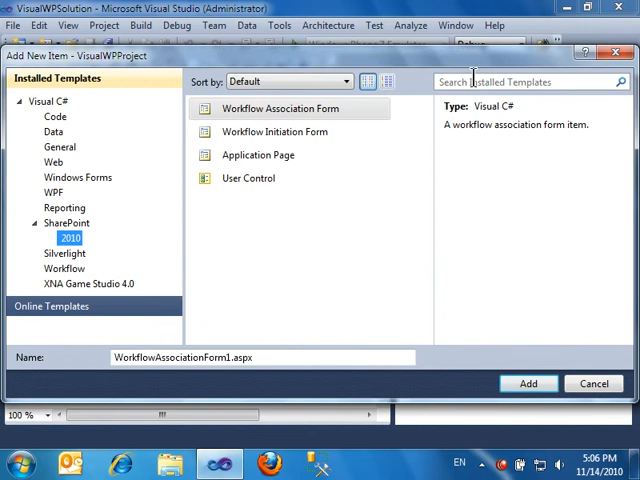 VisualWPSolution - Microsoft Visual Studio (Administrator)
File Edit View Project Build Debug Team Data Tools Architecture Test Analyze Window Help
Add New Item - VisualWPProject
Installed Templates
Sort by: Default
Search Installed Templates
Visual C#
Code
Data
General
Web
Windows Forms
WPF
Reporting
SharePoint
2010
Silverlight
Workflow
XNA Game Studio 4.0
Online Templates
Workflow Association Form
Workflow Initiation Form
Application Page
User Control
Type: Visual C#
A workflow association form item.
Name: WorkflowAssociationForm1.aspx
Add Cancel
100 %
EN
5:06 PM
11/14/2010